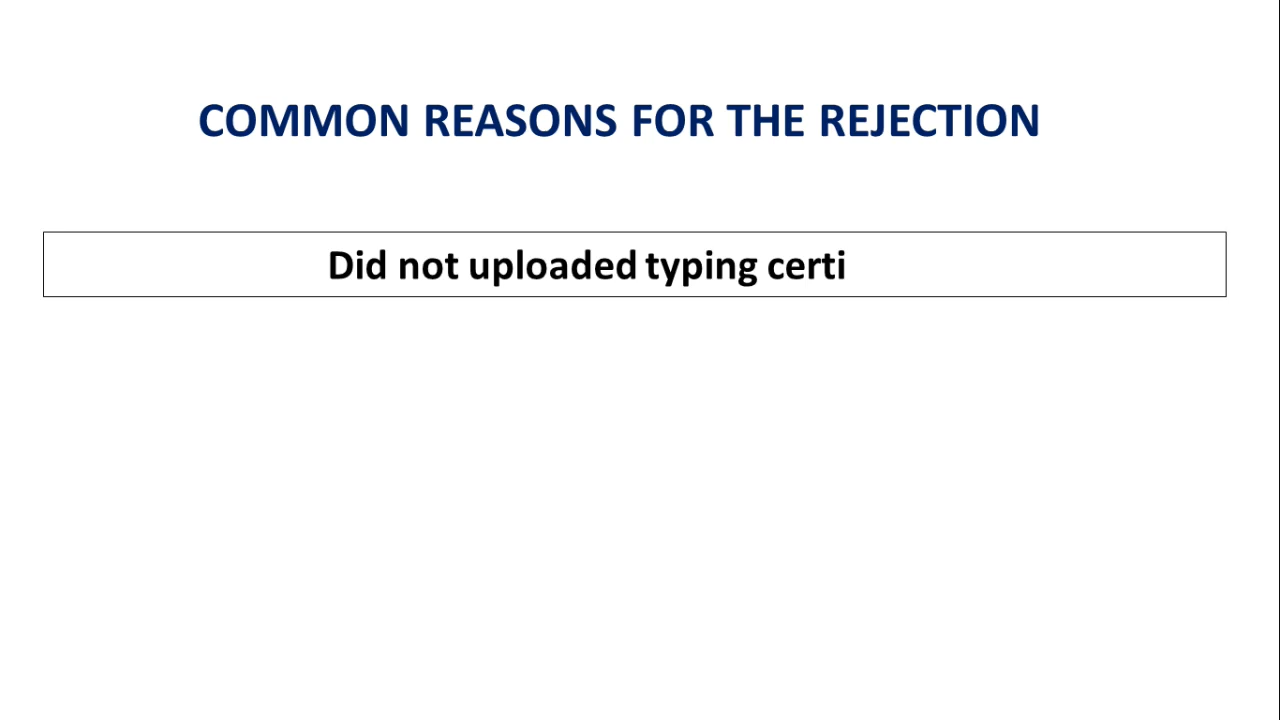 COMMON REASONS FOR THE REJECTION
Did not uploaded typing certi